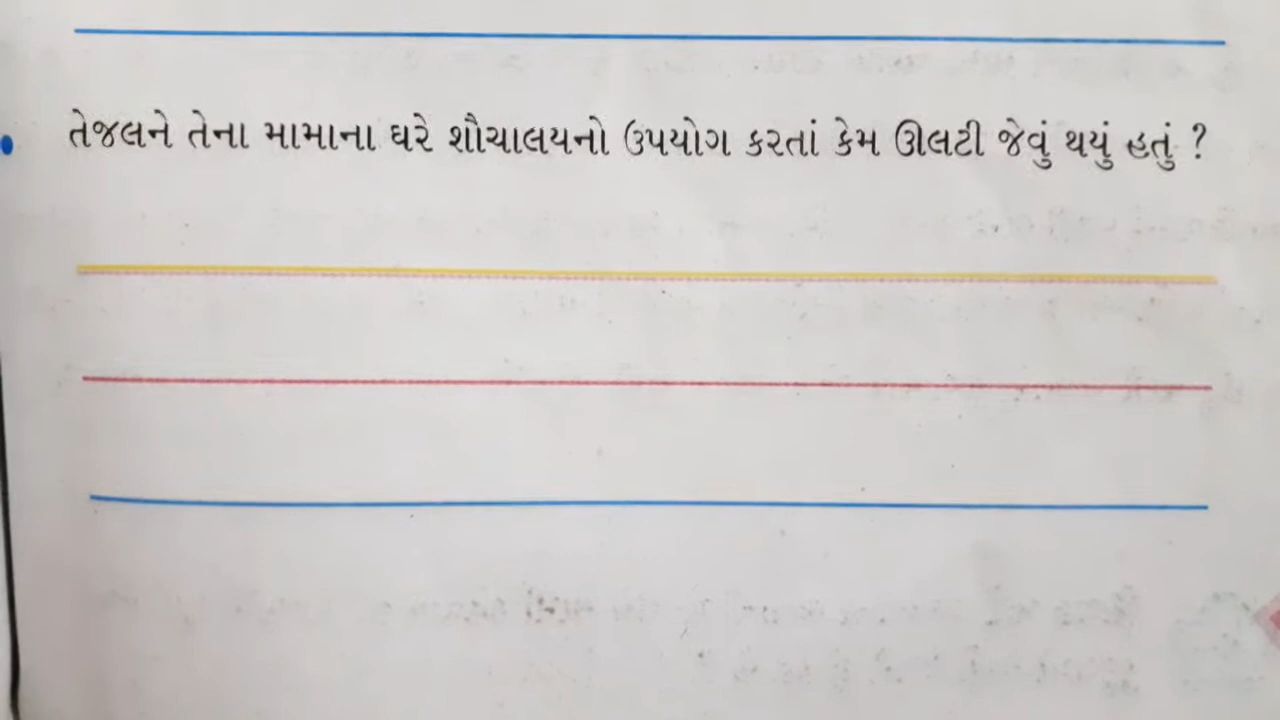 તેજલને તેના મામાના ઘરે શૌચાલયનો ઉપયોગ કરતાં કેમ ઊલટી જેવું થયું હતું ?